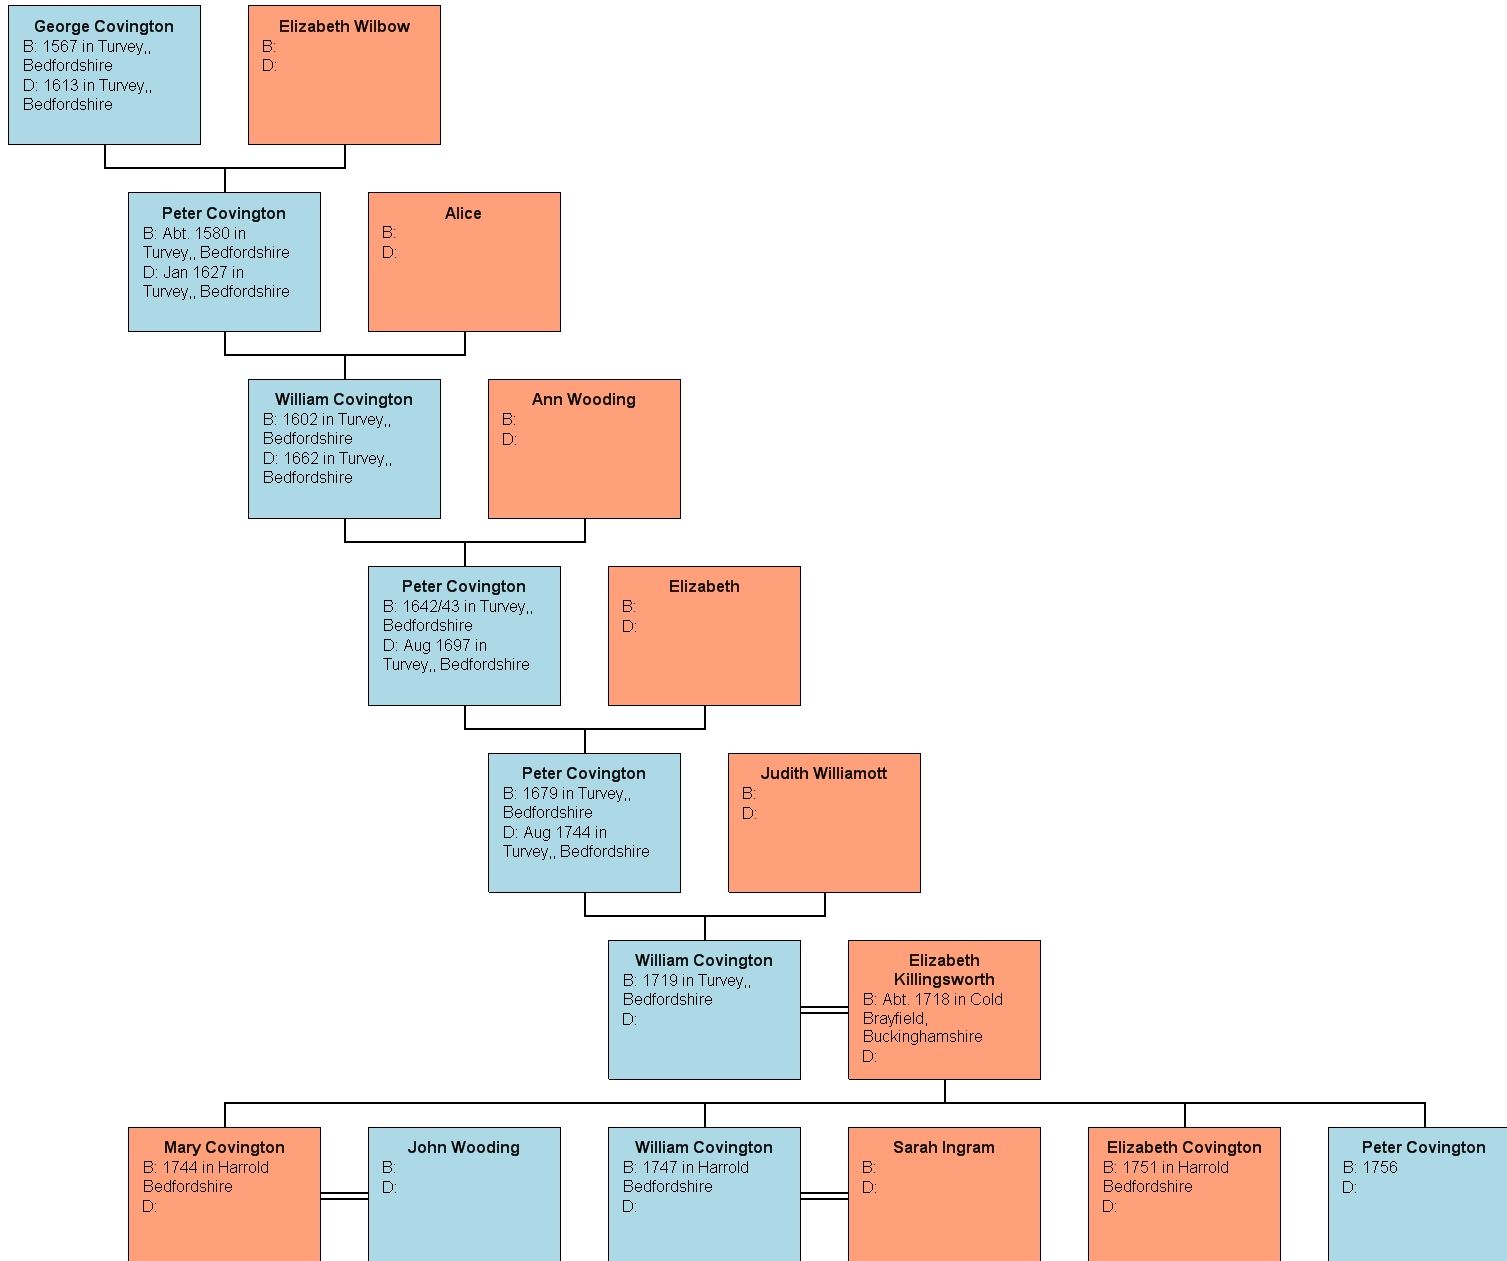 George Covington
B: 1567 in Turvey,,
Bedfordshire
D: 1613 in Turvey,,
Bedfordshire
Elizabeth Wilbow
B:
D:
Peter Covington
B: Abt. 1580 in
Turvey,, Bedfordshire
D: Jan 1627 in
Turvey,, Bedfordshire
Alice
B:
D:
William Covington
B: 1602 in Turvey,,
Bedfordshire
D: 1662 in Turvey,,
Bedfordshire
Ann Wooding
B:
D:
Peter Covington
B: 1642/43 in Turvey,,
Bedfordshire
D: Aug 1697 in
Turvey,, Bedfordshire
Elizabeth
B:
D:
Peter Covington
B: 1679 in Turvey,,
Bedfordshire
D: Aug 1744 in
Turvey,, Bedfordshire
Judith Williamott
B:
D:
William Covington
B: 1719 in Turvey,,
Bedfordshire
D:
Elizabeth
Killingsworth
B: Abt. 1718 in Cold
Brayfield,
Buckinghamshire
D:
Mary Covington
B: 1744 in Harrold
Bedfordshire
D:
John Wooding
B:
D:
William Covington
B: 1747 in Harrold
Bedfordshire
D:
Sarah Ingram
B:
D:
Elizabeth Covington
B: 1751 in Harrold
Bedfordshire
D:
Peter Covington
B: 1756
D: